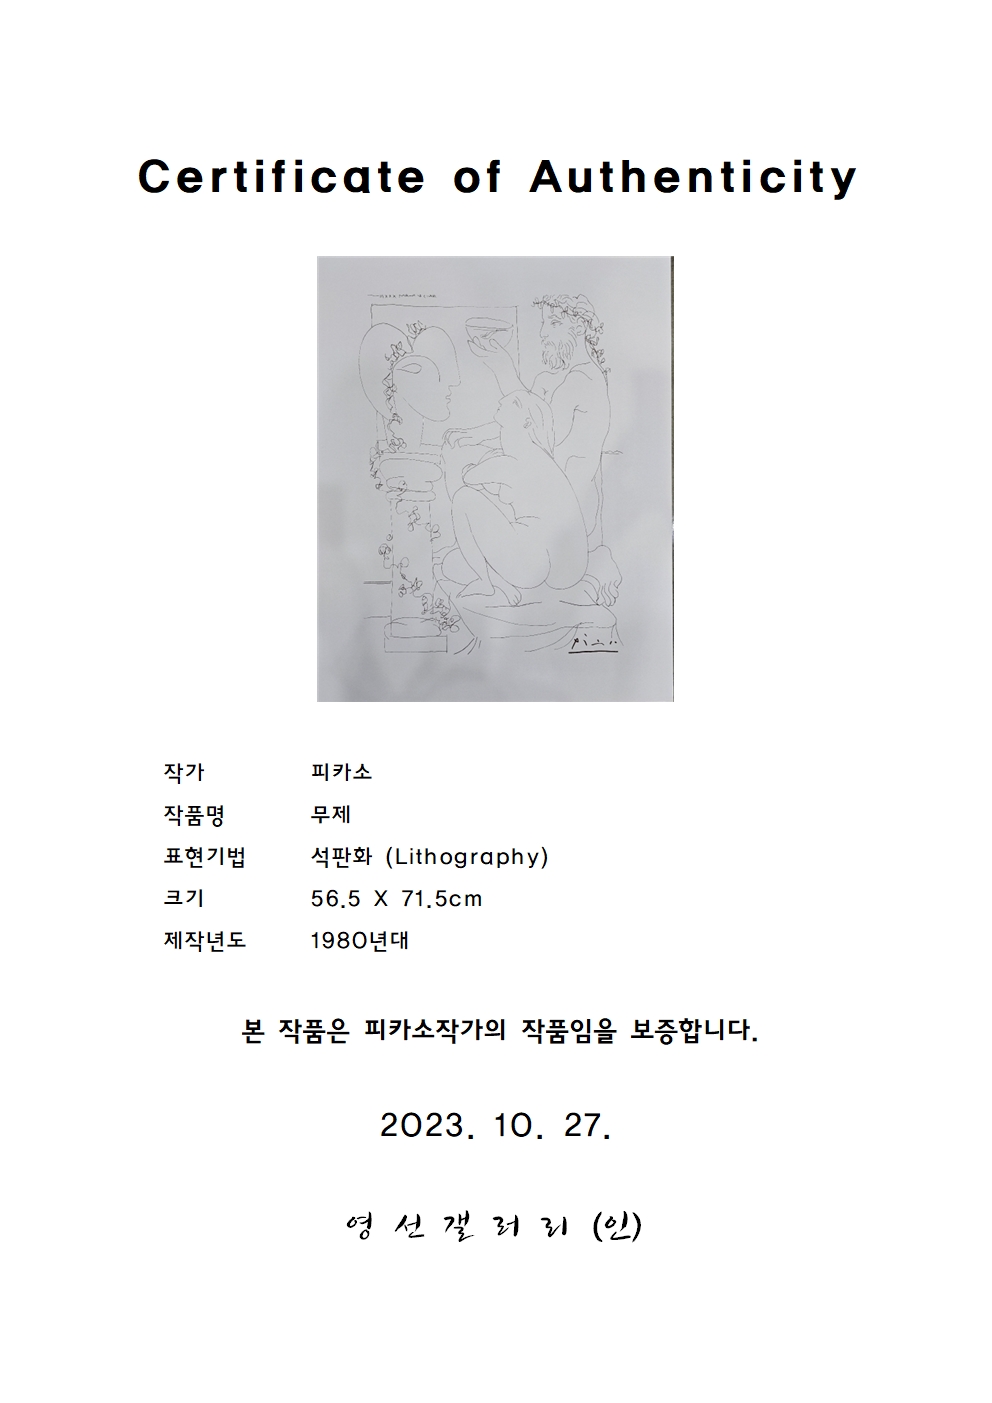 Certificate of Authenticity
작가 피카소
작품명 무제
표현기법 석판화 (Lithography)
크기 56.5 X 71.5cm
제작년도 1980년대
본 작품은 피카소작가의 작품임을 보증합니다.
2023. 10. 27.
영 선 갤 러 리 (인)